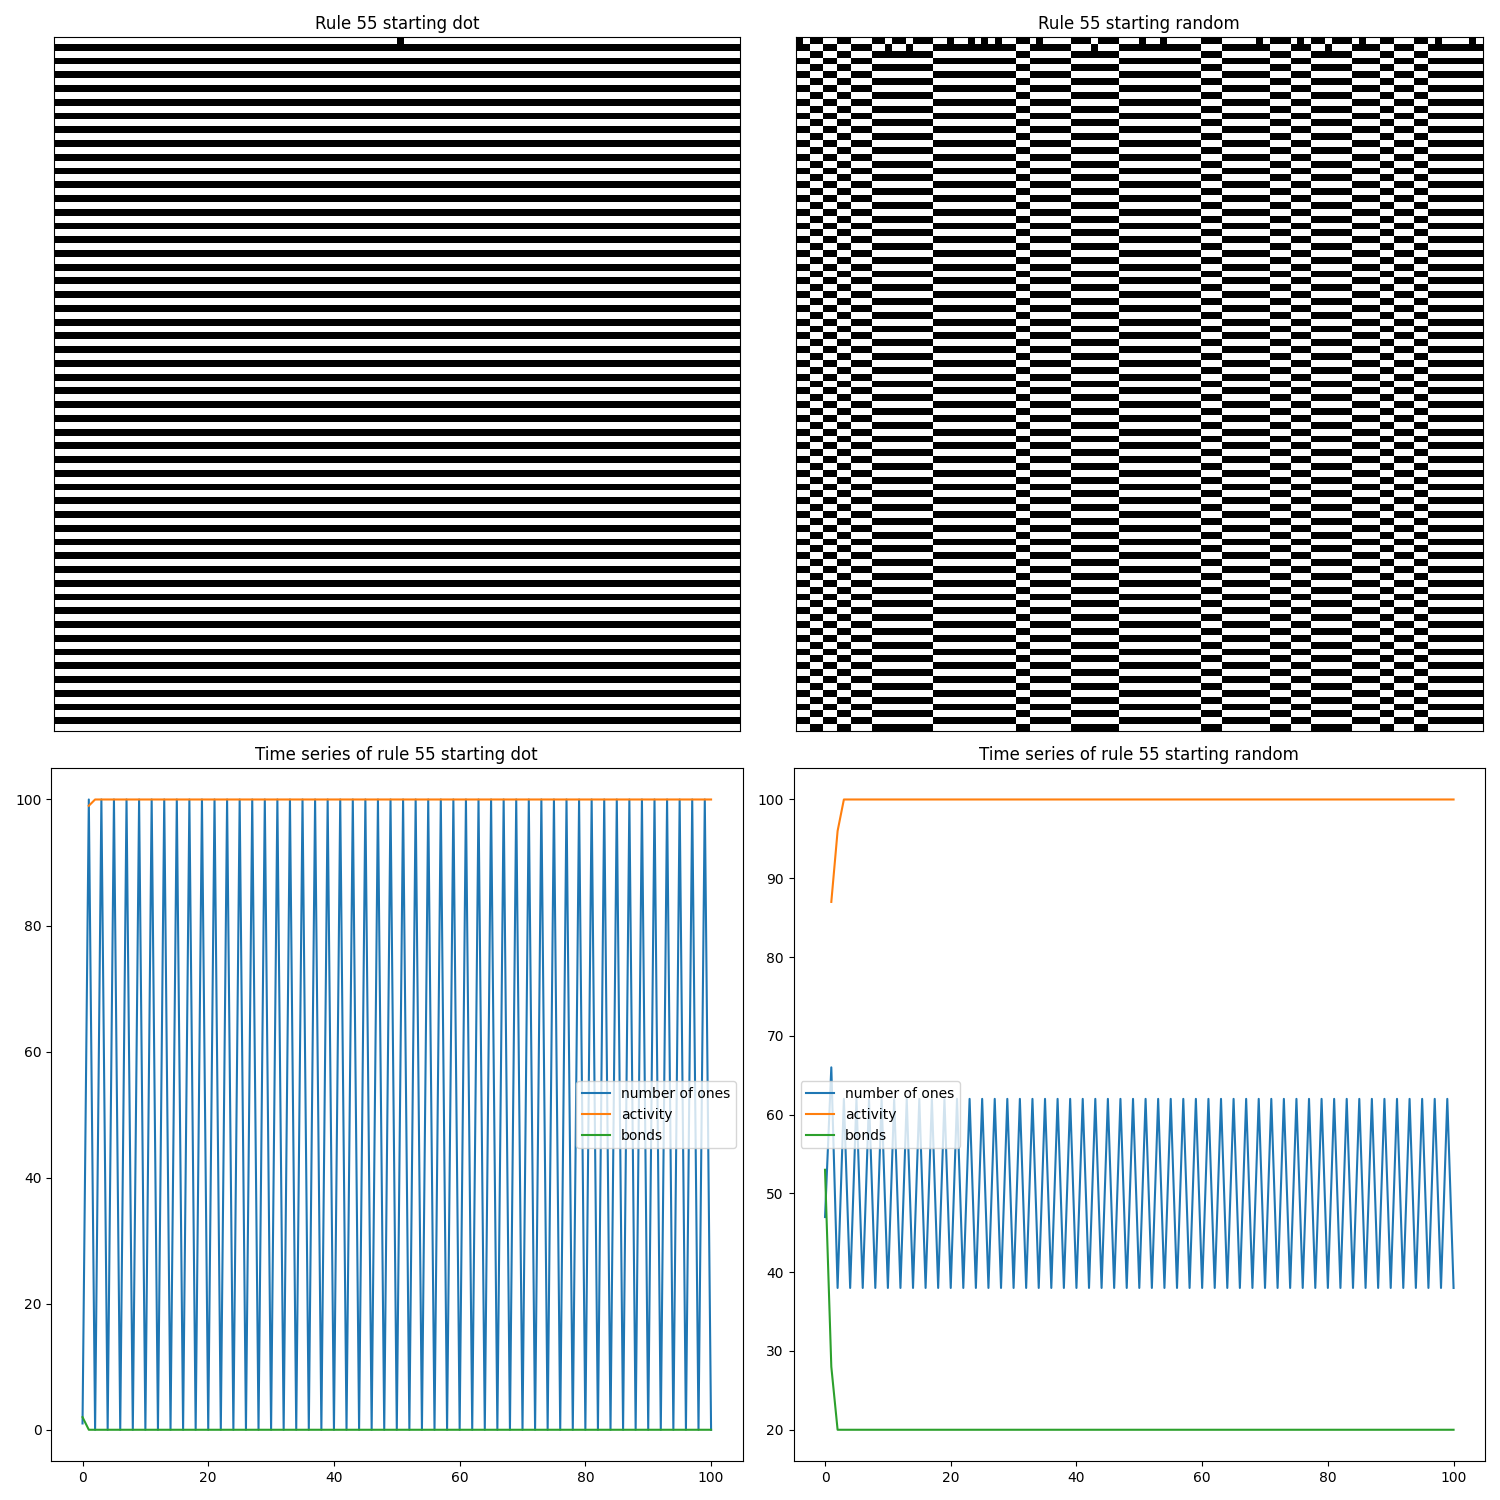 Rule 55 starting dot
Rule 55 starting random
Time series of rule 55 starting dot
100
80
60
40
20
0
number of ones
activity
bonds
0 20 40 60 80 100
Time series of rule 55 starting random
100
90
80
70
60
50
40
30
20
number of ones
activity
bonds
0 20 40 60 80 100